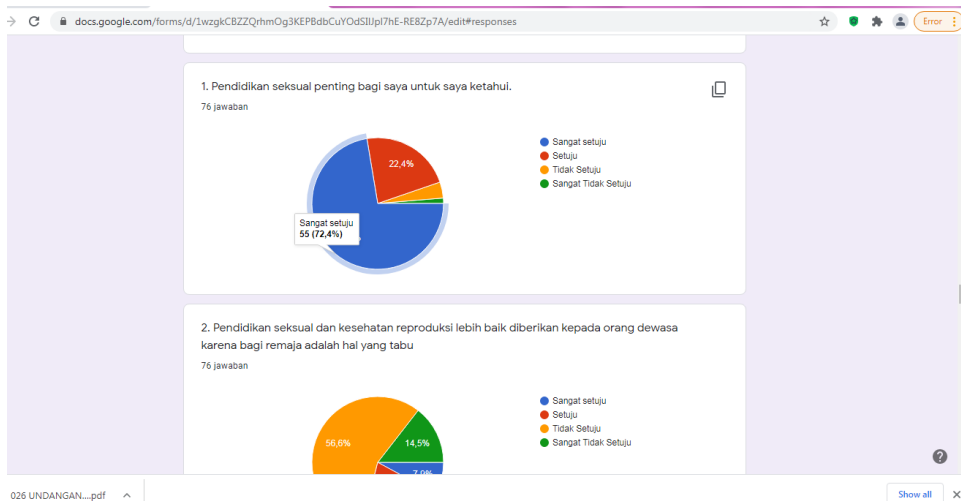 docs.google.com/forms/d/1wzgkCBZZQrhmOg3KEPBdbCuYOdSIUpI7hE-RE8Zp7A/edit#responses
Error
1. Pendidikan seksual penting bagi saya untuk saya ketahui.
76 jawaban
Sangat setuju
Setuju
Tidak Setuju
Sangat Tidak Setuju
22,4%
Sangat setuju
55 (72,4%)
2. Pendidikan seksual dan kesehatan reproduksi lebih baik diberikan kepada orang dewasa
karena bagi remaja adalah hal yang tabu
76 jawaban
Sangat setuju
Setuju
Tidak Setuju
Sangat Tidak Setuju
56,6%
14,5%
7,9%
026 UNDANGAN....pdf
Show all